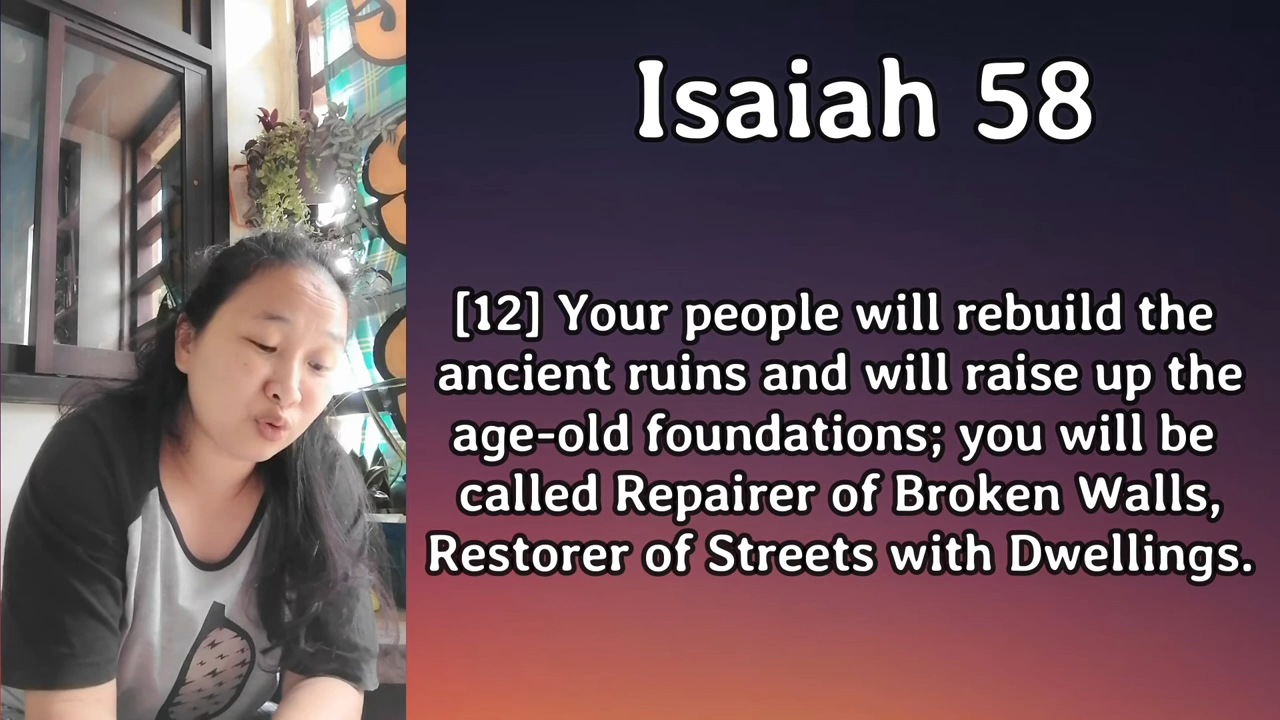 Isaiah 58
[12] Your people will rebuild the
ancient ruins and will raise up the
age-old foundations; you will be
called Repairer of Broken Walls,
Restorer of Streets with Dwellings.